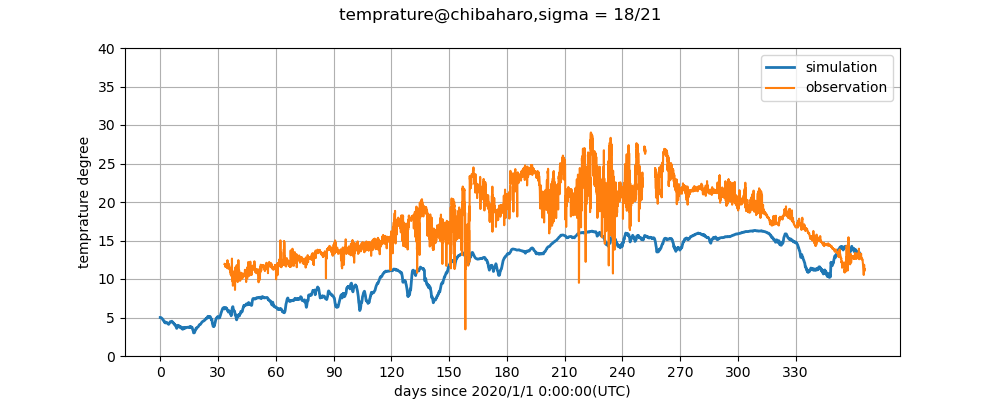 temprature@chibaharo,sigma = 18/21
40
35
30
25
20
15
10
5
0
temprature degree
simulation
observation
0 30 60 90 120 150 180 210 240 270 300 330
days since 2020/1/1 0:00:00(UTC)